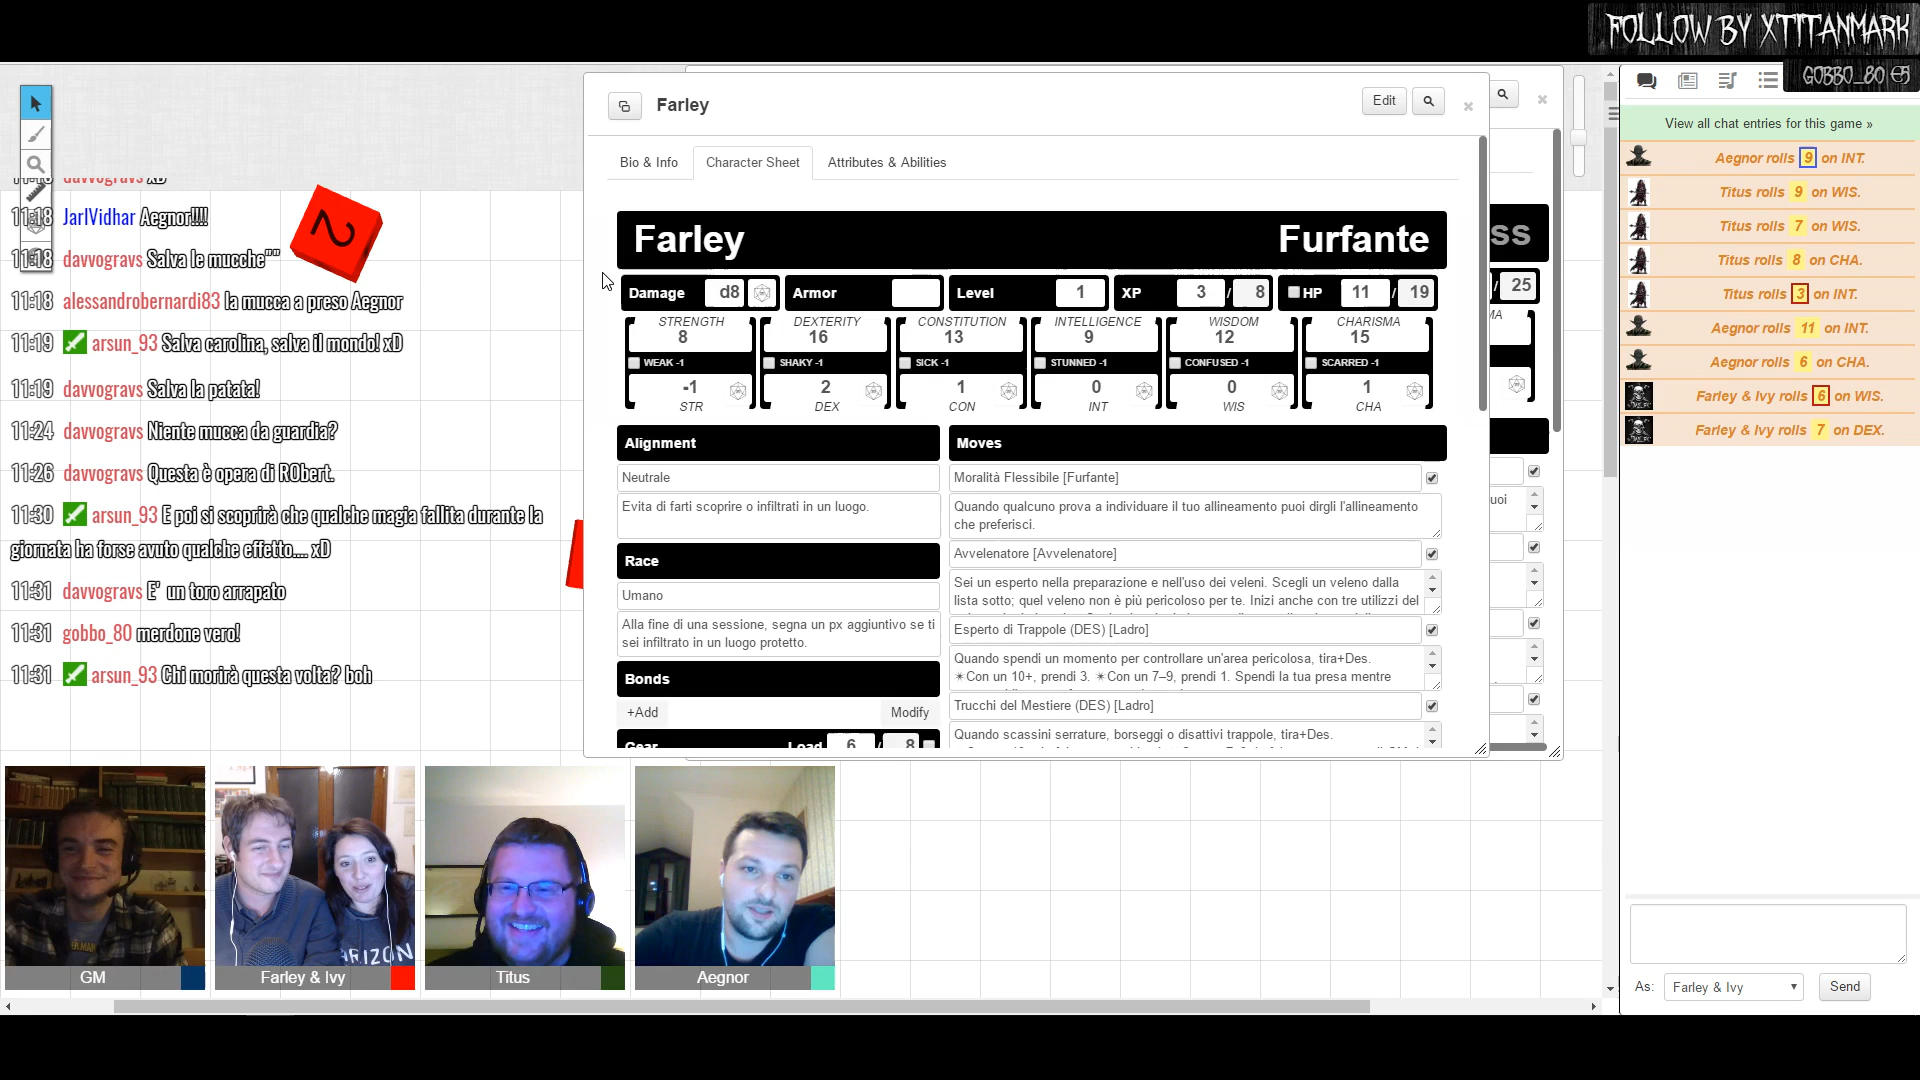 FOLLOW BY XTITANMARK
GOBBO_80
davvogravs xD
11:18 JarlVidhar Aegnor!!!!
11:18 davvogravs Salva le mucche""
11:18 alessandrobernardi83 la mucca a preso Aegnor
11:19 arsun_93 Salva carolina, salva il mondo! xD
11:19 davvogravs Salva la patata!
11:24 davvogravs Niente mucca da guardia?
11:26 davvogravs Questa è opera di RObert.
11:30 arsun_93 E poi si scoprirà che qualche magia fallita durante la
giornata ha forse avuto qualche effetto.... xD
11:31 davvogravs E' un toro arrapato
11:31 gobbo_80 merdone vero!
11:31 arsun_93 Chi morirà questa volta? boh
2
Farley
Edit
Bio & Info
Character Sheet
Attributes & Abilities
Farley Furfante
Damage d8 Armor Level 1 XP 3 / 8 HP 11 / 19
STRENGTH DEXTERITY CONSTITUTION INTELLIGENCE WISDOM CHARISMA
8 16 13 9 12 15
WEAK -1 SHAKY -1 SICK -1 STUNNED -1 CONFUSED -1 SCARRED -1
-1 2 1 0 0 1
STR DEX CON INT WIS CHA
Alignment
Neutrale
Evita di farti scoprire o infiltrati in un luogo.
Race
Umano
Alla fine di una sessione, segna un px aggiuntivo se ti
sei infiltrato in un luogo protetto.
Bonds
+Add Modify
Gear Load 6 / 8
Moves
Moralità Flessibile [Furfante]
Quando qualcuno prova a individuare il tuo allineamento puoi dirgli l'allineamento
che preferisci.
Avvelenatore [Avvelenatore]
Sei un esperto nella preparazione e nell'uso dei veleni. Scegli un veleno dalla
lista sotto; quel veleno non è più pericoloso per te. Inizi anche con tre utilizzi del
Esperto di Trappole (DES) [Ladro]
Quando spendi un momento per controllare un'area pericolosa, tira+Des.
✶Con un 10+, prendi 3. ✶Con un 7–9, prendi 1. Spendi la tua presa mentre
Trucchi del Mestiere (DES) [Ladro]
Quando scassini serrature, borseggi o disattivi trappole, tira+Des.
ss
/ 25
MA
uoi
View all chat entries for this game »
Aegnor rolls 9 on INT.
Titus rolls 9 on WIS.
Titus rolls 7 on WIS.
Titus rolls 8 on CHA.
Titus rolls 3 on INT.
Aegnor rolls 11 on INT.
Aegnor rolls 6 on CHA.
Farley & Ivy rolls 6 on WIS.
Farley & Ivy rolls 7 on DEX.
As: Farley & Ivy Send
GM
Farley & Ivy
Titus
Aegnor